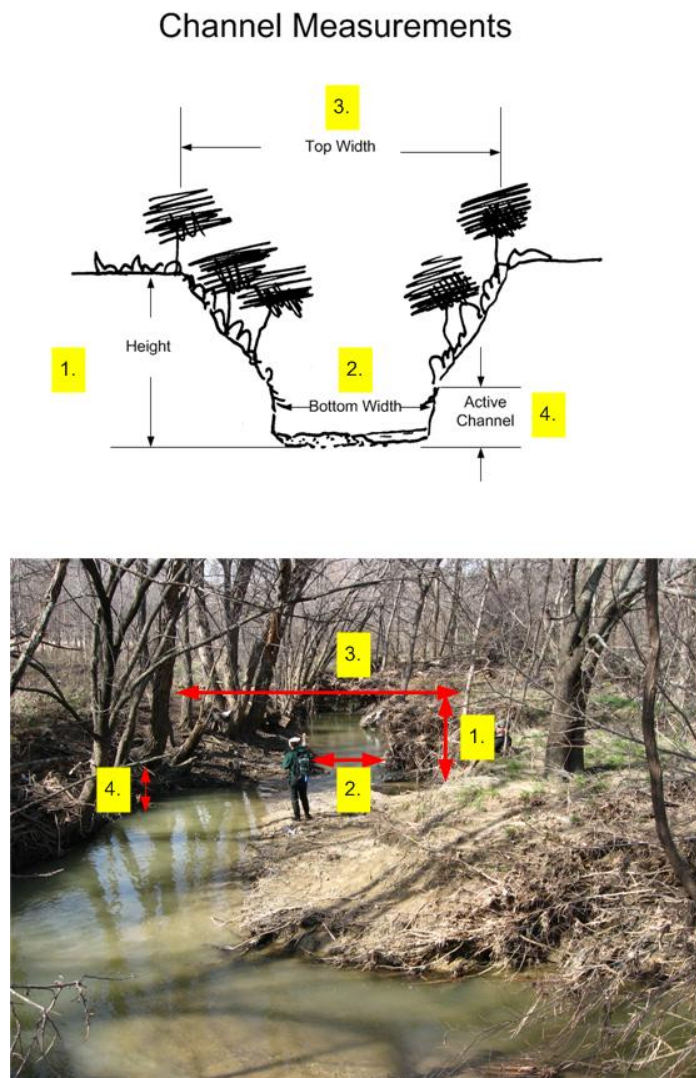 Channel Measurements
3.
Top Width
Height
1.
2.
Bottom Width
Active
Channel
4.
3.
1.
2.
4.